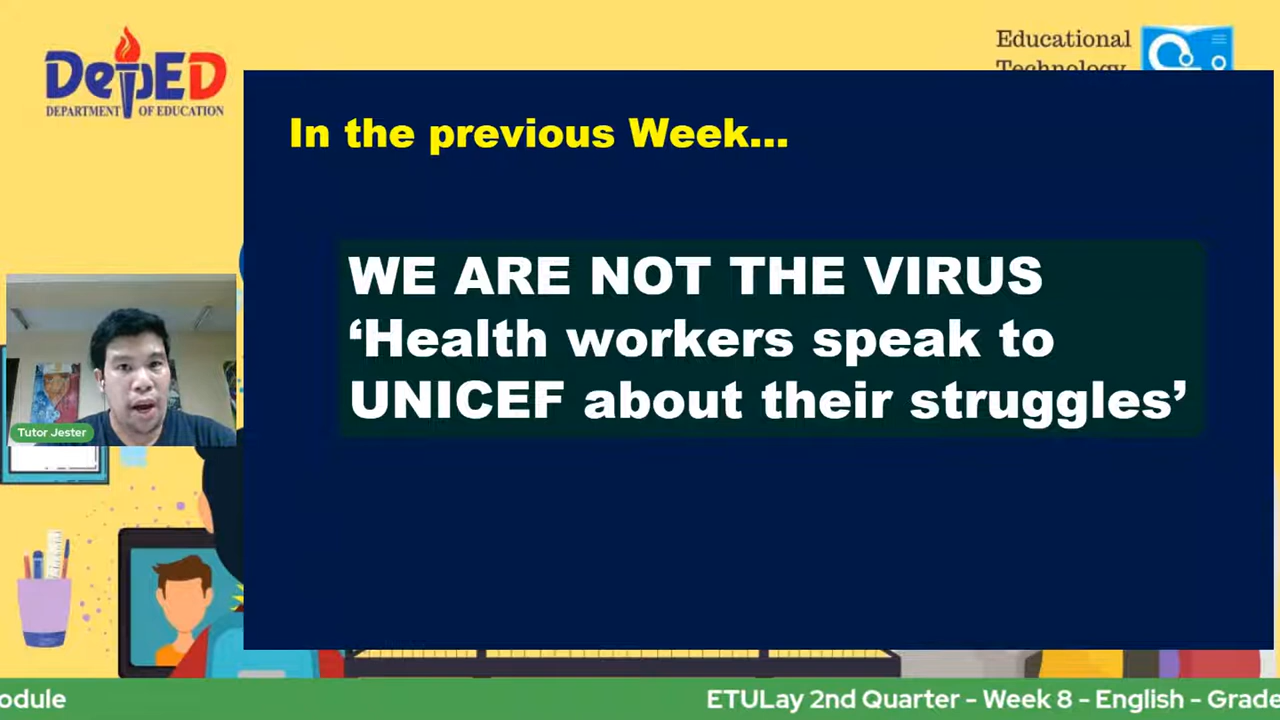 DepED
DEPARTMENT OF EDUCATION
Educational
Technology
In the previous Week...
WE ARE NOT THE VIRUS
‘Health workers speak to
UNICEF about their struggles’
Tutor Jester
odule
ETULay 2nd Quarter - Week 8 - English - Grade